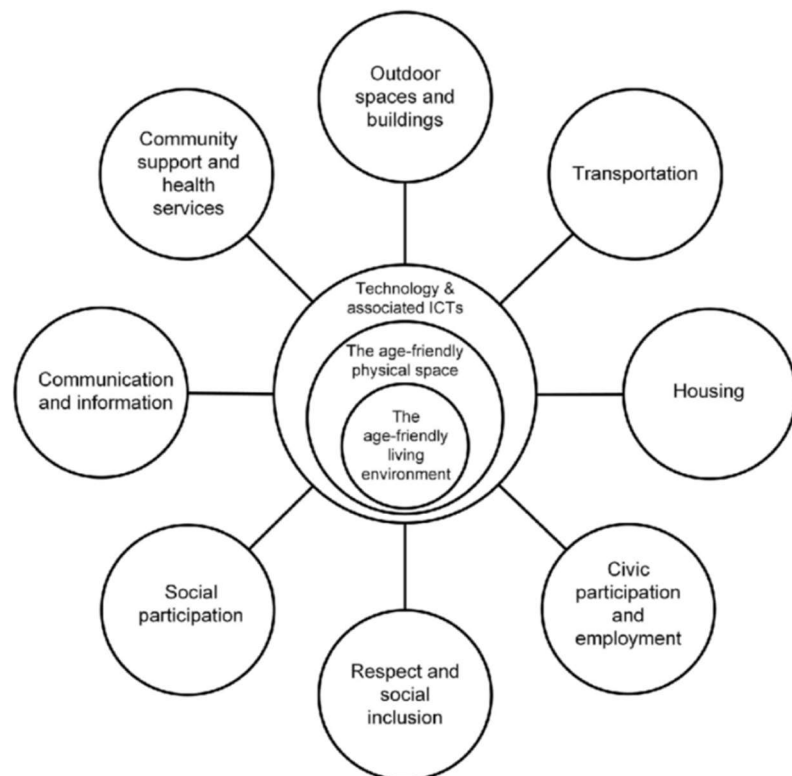 Outdoor
spaces and
buildings
Community
support and
health
services
Transportation
Technology &
associated ICTs
The age-friendly
physical space
The
age-friendly
living
environment
Communication
and information
Housing
Social
participation
Civic
participation
and
employment
Respect and
social
inclusion